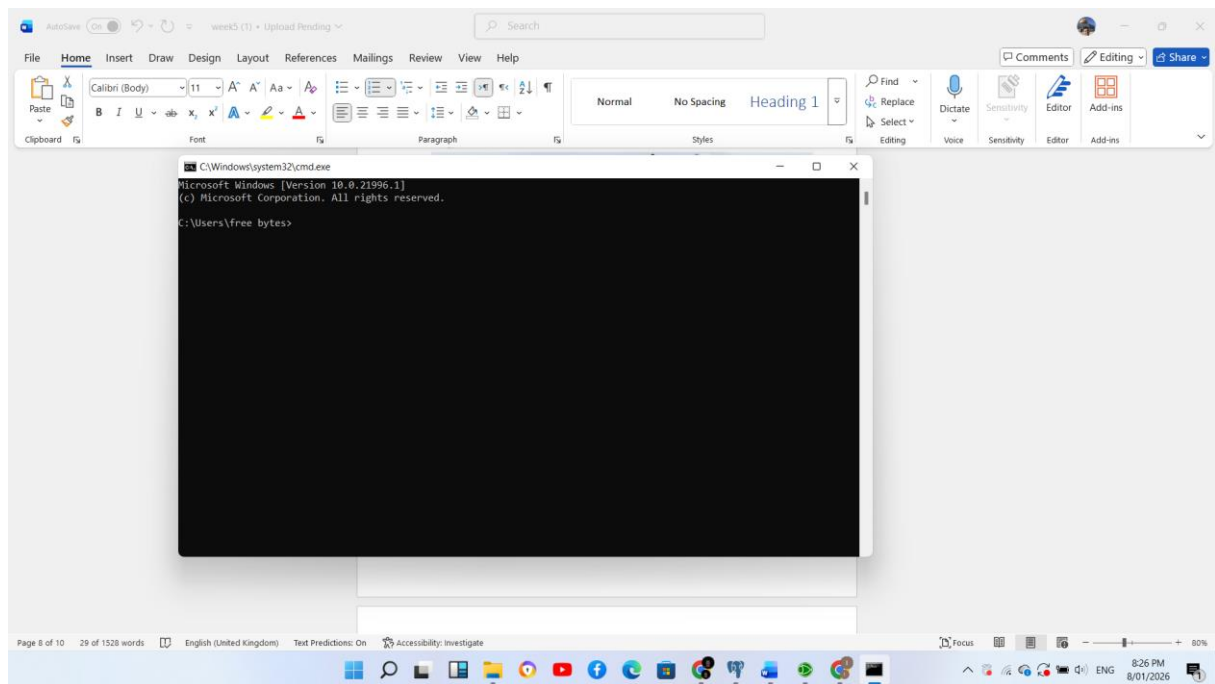 AutoSave On week5 (1) • Upload Pending Search
File Home Insert Draw Design Layout References Mailings Review View Help Comments Editing Share
Paste Calibri (Body) 11 A A Aa A Normal No Spacing Heading 1 Find Replace Select Dictate Sensitivity Editor Add-ins
B I U ab x₂ x² A A
Clipboard Font Paragraph Styles Editing Voice Sensitivity Editor Add-ins
C:\Windows\system32\cmd.exe
Microsoft Windows [Version 10.0.21996.1]
(c) Microsoft Corporation. All rights reserved.
C:\Users\free bytes>
Page 8 of 10 29 of 1528 words English (United Kingdom) Text Predictions: On Accessibility: Investigate Focus 80%
ENG 8:26 PM
8/01/2026